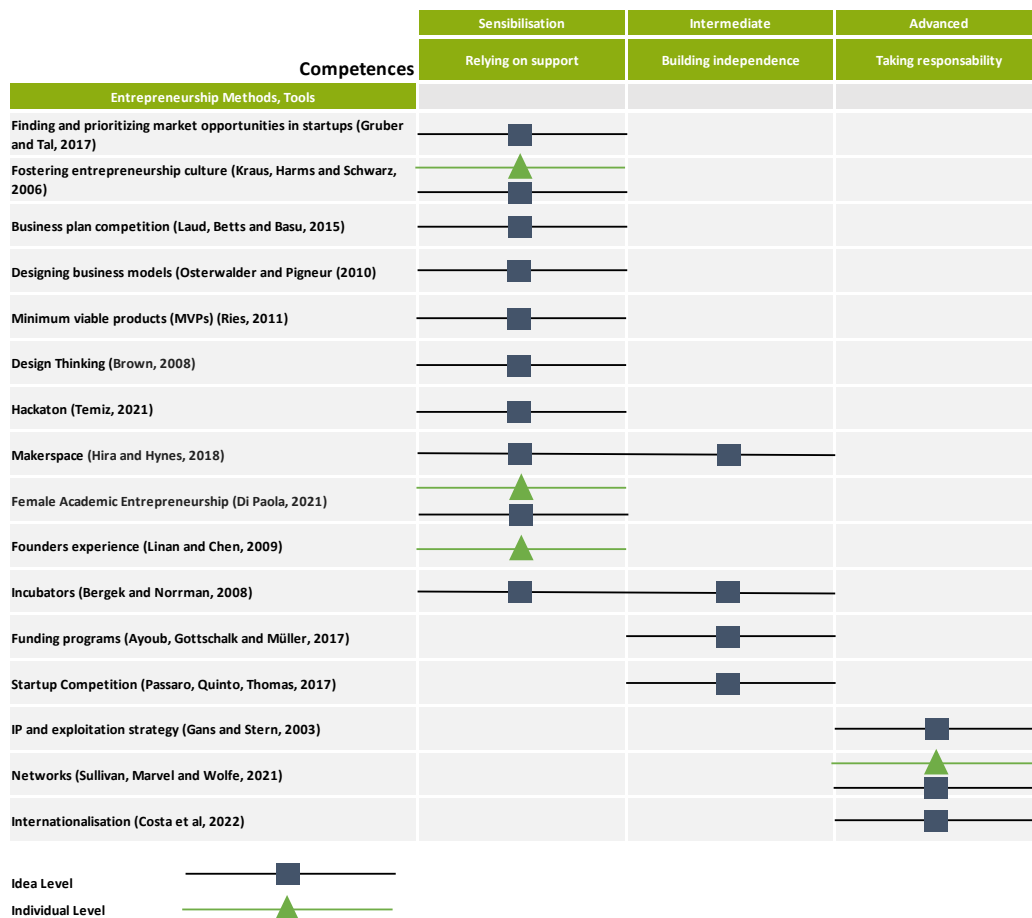 Sensibilisation Intermediate Advanced
Competences Relying on support Building independence Taking responsability
Entrepreneurship Methods, Tools
Finding and prioritizing market opportunities in startups (Gruber
and Tal, 2017)
Fostering entrepreneurship culture (Kraus, Harms and Schwarz,
2006)
Business plan competition (Laud, Betts and Basu, 2015)
Designing business models (Osterwalder and Pigneur (2010)
Minimum viable products (MVPs) (Ries, 2011)
Design Thinking (Brown, 2008)
Hackaton (Temiz, 2021)
Makerspace (Hira and Hynes, 2018)
Female Academic Entrepreneurship (Di Paola, 2021)
Founders experience (Linan and Chen, 2009)
Incubators (Bergek and Norrman, 2008)
Funding programs (Ayoub, Gottschalk and Müller, 2017)
Startup Competition (Passaro, Quinto, Thomas, 2017)
IP and exploitation strategy (Gans and Stern, 2003)
Networks (Sullivan, Marvel and Wolfe, 2021)
Internationalisation (Costa et al, 2022)
Idea Level
Individual Level